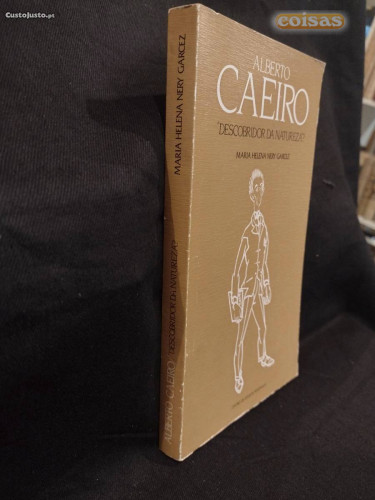 CustoJusto.pt
coisas
ALBERTO
CAEIRO
"DESCOBRIDOR DA NATUREZA"?
MARIA HELENA NERY GARCEZ
ALBERTO CAEIRO "DESCOBRIDOR DA NATUREZA"? MARIA HELENA NERY GARCEZ